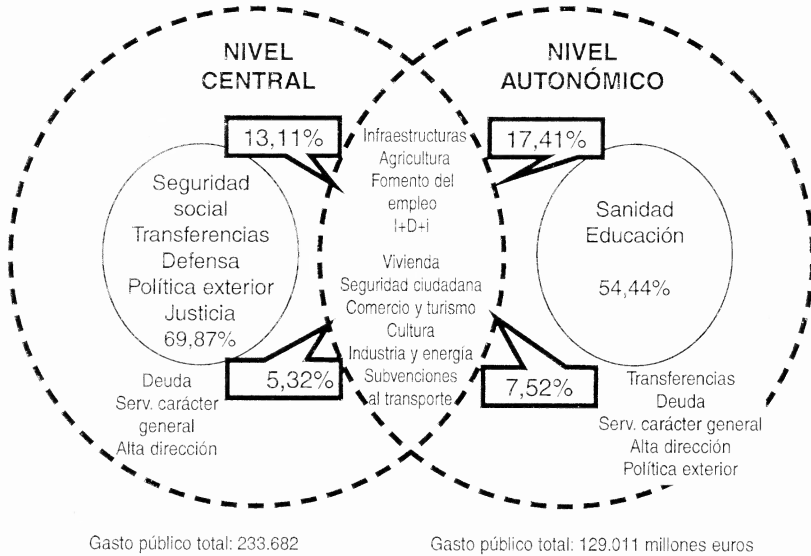 NIVEL
CENTRAL
NIVEL
AUTONÓMICO
13,11%
17,41%
Infraestructuras
Agricultura
Fomento del
empleo
I+D+i
Seguridad
social
Transferencias
Defensa
Política exterior
Justicia
69,87%
Sanidad
Educación
54,44%
Vivienda
Seguridad ciudadana
Comercio y turismo
Cultura
Industria y energía
Subvenciones
al transporte
5,32%
7,52%
Deuda
Serv. carácter
general
Alta dirección
Transferencias
Deuda
Serv. carácter general
Alta dirección
Política exterior
Gasto público total: 233.682
Gasto público total: 129.011 millones euros